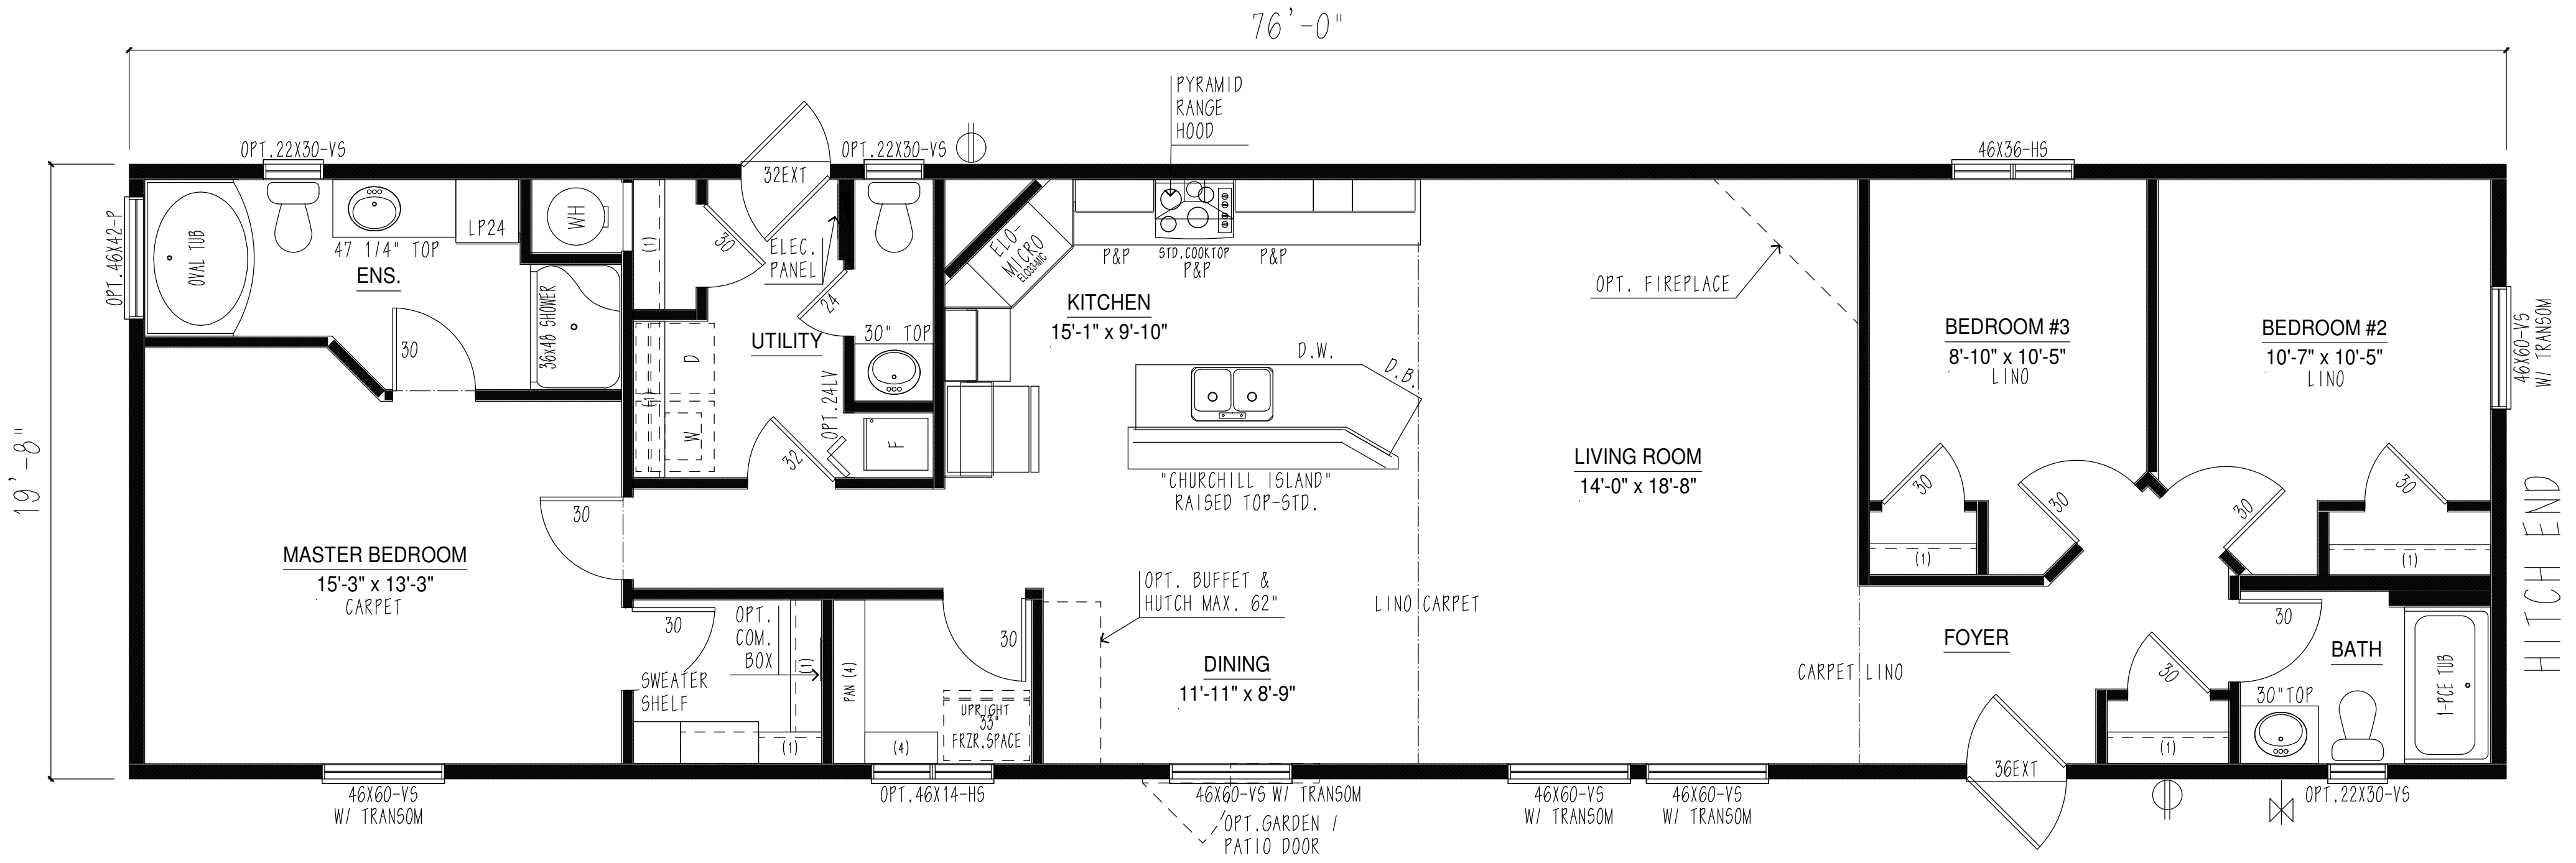 76'-0"
PYRAMID
RANGE
HOOD
OPT.22X30-VS
32EXT
OPT.22X30-VS
46X36-HS
OPT.46X42-P
OVAL TUB
47 1/4" TOP
LP24
ENS.
WH
(1)
30
ELEC.
PANEL
24
30" TOP
ELO-
MICRO
ELO03-MC
P&P
STD.COOKTOP
P&P
P&P
KITCHEN
15'-1" x 9'-10"
OPT. FIREPLACE
BEDROOM #3
8'-10" x 10'-5"
LINO
BEDROOM #2
10'-7" x 10'-5"
LINO
46X60-VS
W/ TRANSOM
30
36x48 SHOWER
D
(1)
W
UTILITY
OPT.24LV
32
F
D.W.
D.B.
"CHURCHILL ISLAND"
RAISED TOP-STD.
LIVING ROOM
14'-0" x 18'-8"
19'-8"
30
30
30
30
(1)
(1)
HITCH END
30
MASTER BEDROOM
15'-3" x 13'-3"
CARPET
30
OPT.
COM.
BOX
(1)
SWEATER
SHELF
(1)
PAN (4)
(4)
30
UPRIGHT
33"
FRZR.SPACE
OPT. BUFFET &
HUTCH MAX. 62"
LINO CARPET
DINING
11'-11" x 8'-9"
CARPET LINO
FOYER
30
30
BATH
30"TOP
1-PCE TUB
(1)
36EXT
46X60-VS
W/ TRANSOM
OPT.46X14-HS
46X60-VS W/ TRANSOM
OPT.GARDEN /
PATIO DOOR
46X60-VS
W/ TRANSOM
46X60-VS
W/ TRANSOM
OPT.22X30-VS